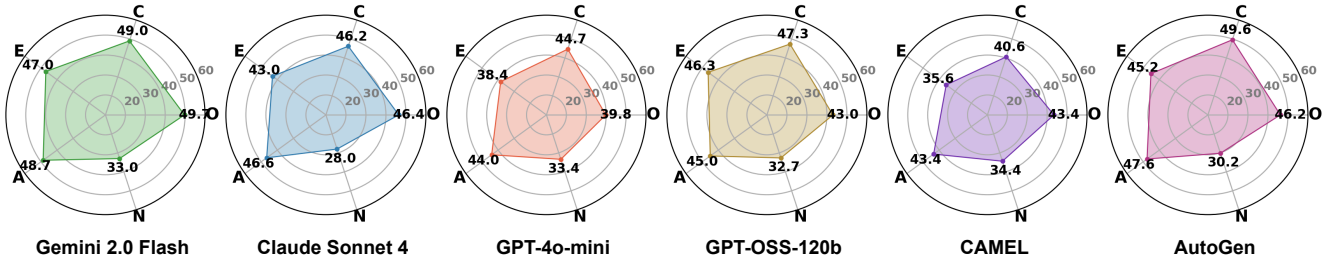 C
49.0
E
47.0
60
50
40
30
20
49.7
O
48.7
A
33.0
N
Gemini 2.0 Flash
C
46.2
E
43.0
60
50
40
30
20
46.4
O
46.6
A
28.0
N
Claude Sonnet 4
C
44.7
E
38.4
60
50
40
30
20
39.8
O
44.0
A
33.4
N
GPT-4o-mini
C
47.3
E
46.3
60
50
40
30
20
43.0
O
45.0
A
32.7
N
GPT-OSS-120b
C
40.6
E
35.6
60
50
40
30
20
43.4
O
43.4
A
34.4
N
CAMEL
C
49.6
E
45.2
60
50
40
30
20
46.2
O
47.6
A
30.2
N
AutoGen